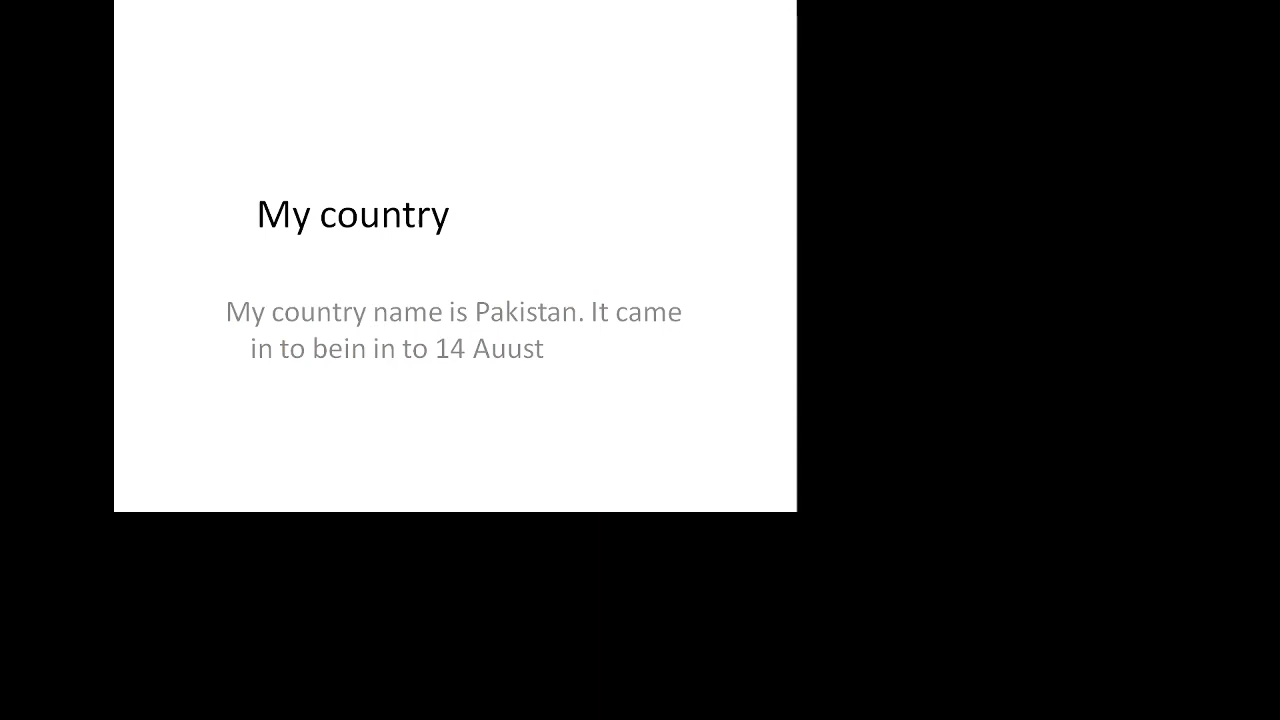 My country
My country name is Pakistan. It came
in to bein in to 14 Auust